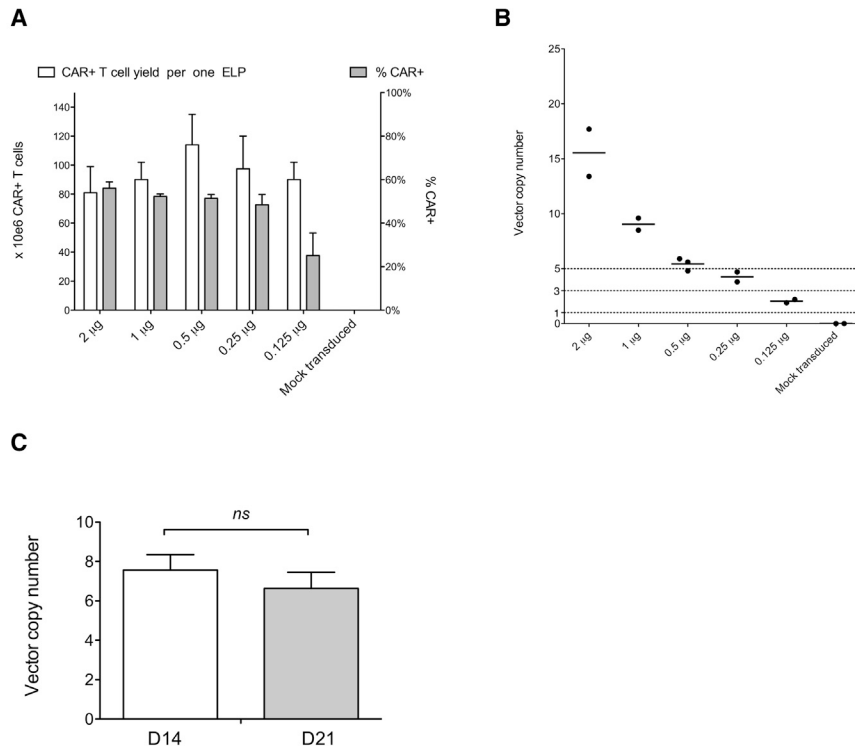 A
CAR+ T cell yield per one ELP
% CAR+
x 10e6 CAR+ T cells
140
120
100
80
60
40
20
0
100%
80%
60%
40%
20%
0%
% CAR+
2 µg
1 µg
0.5 µg
0.25 µg
0.125 µg
Mock transduced
B
Vector copy number
25
20
15
10
5
3
1
0
2 µg
1 µg
0.5 µg
0.25 µg
0.125 µg
Mock transduced
C
ns
Vector copy number
10
8
6
4
2
0
D14
D21